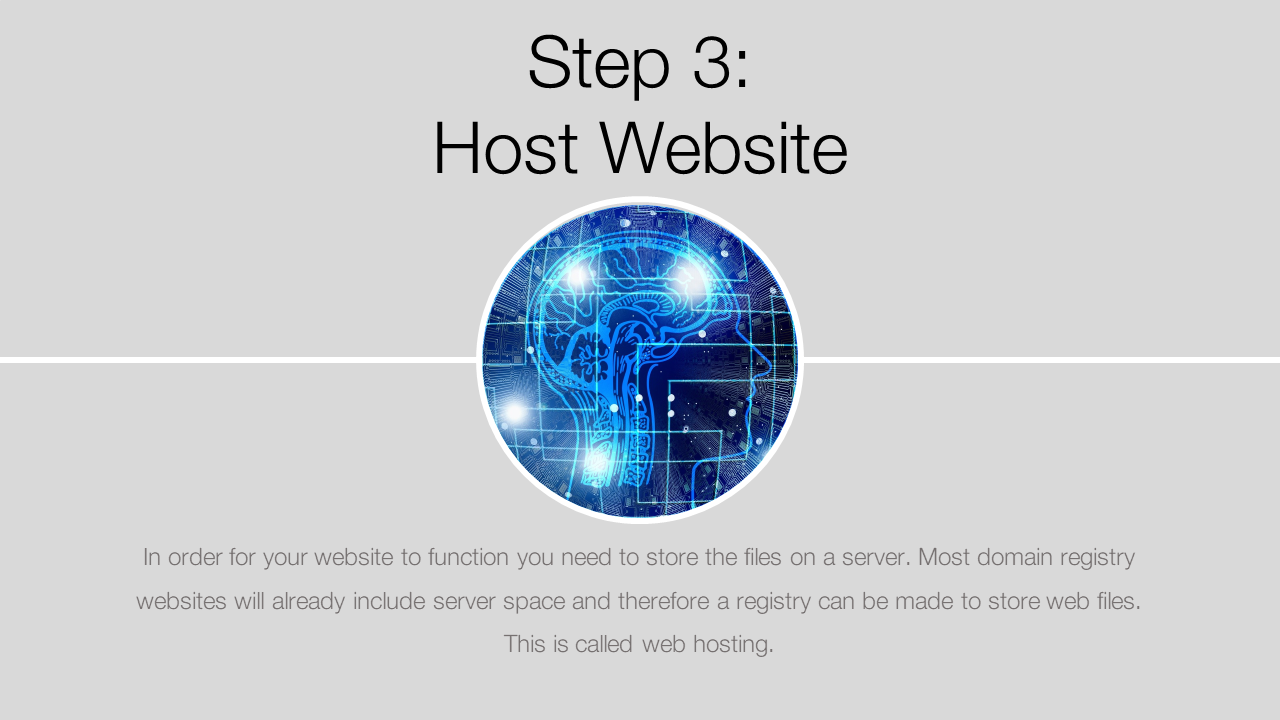 Step 3:
Host Website
In order for your website to function you need to store the files on a server. Most domain registry
websites will already include server space and therefore a registry can be made to store web files.
This is called web hosting.